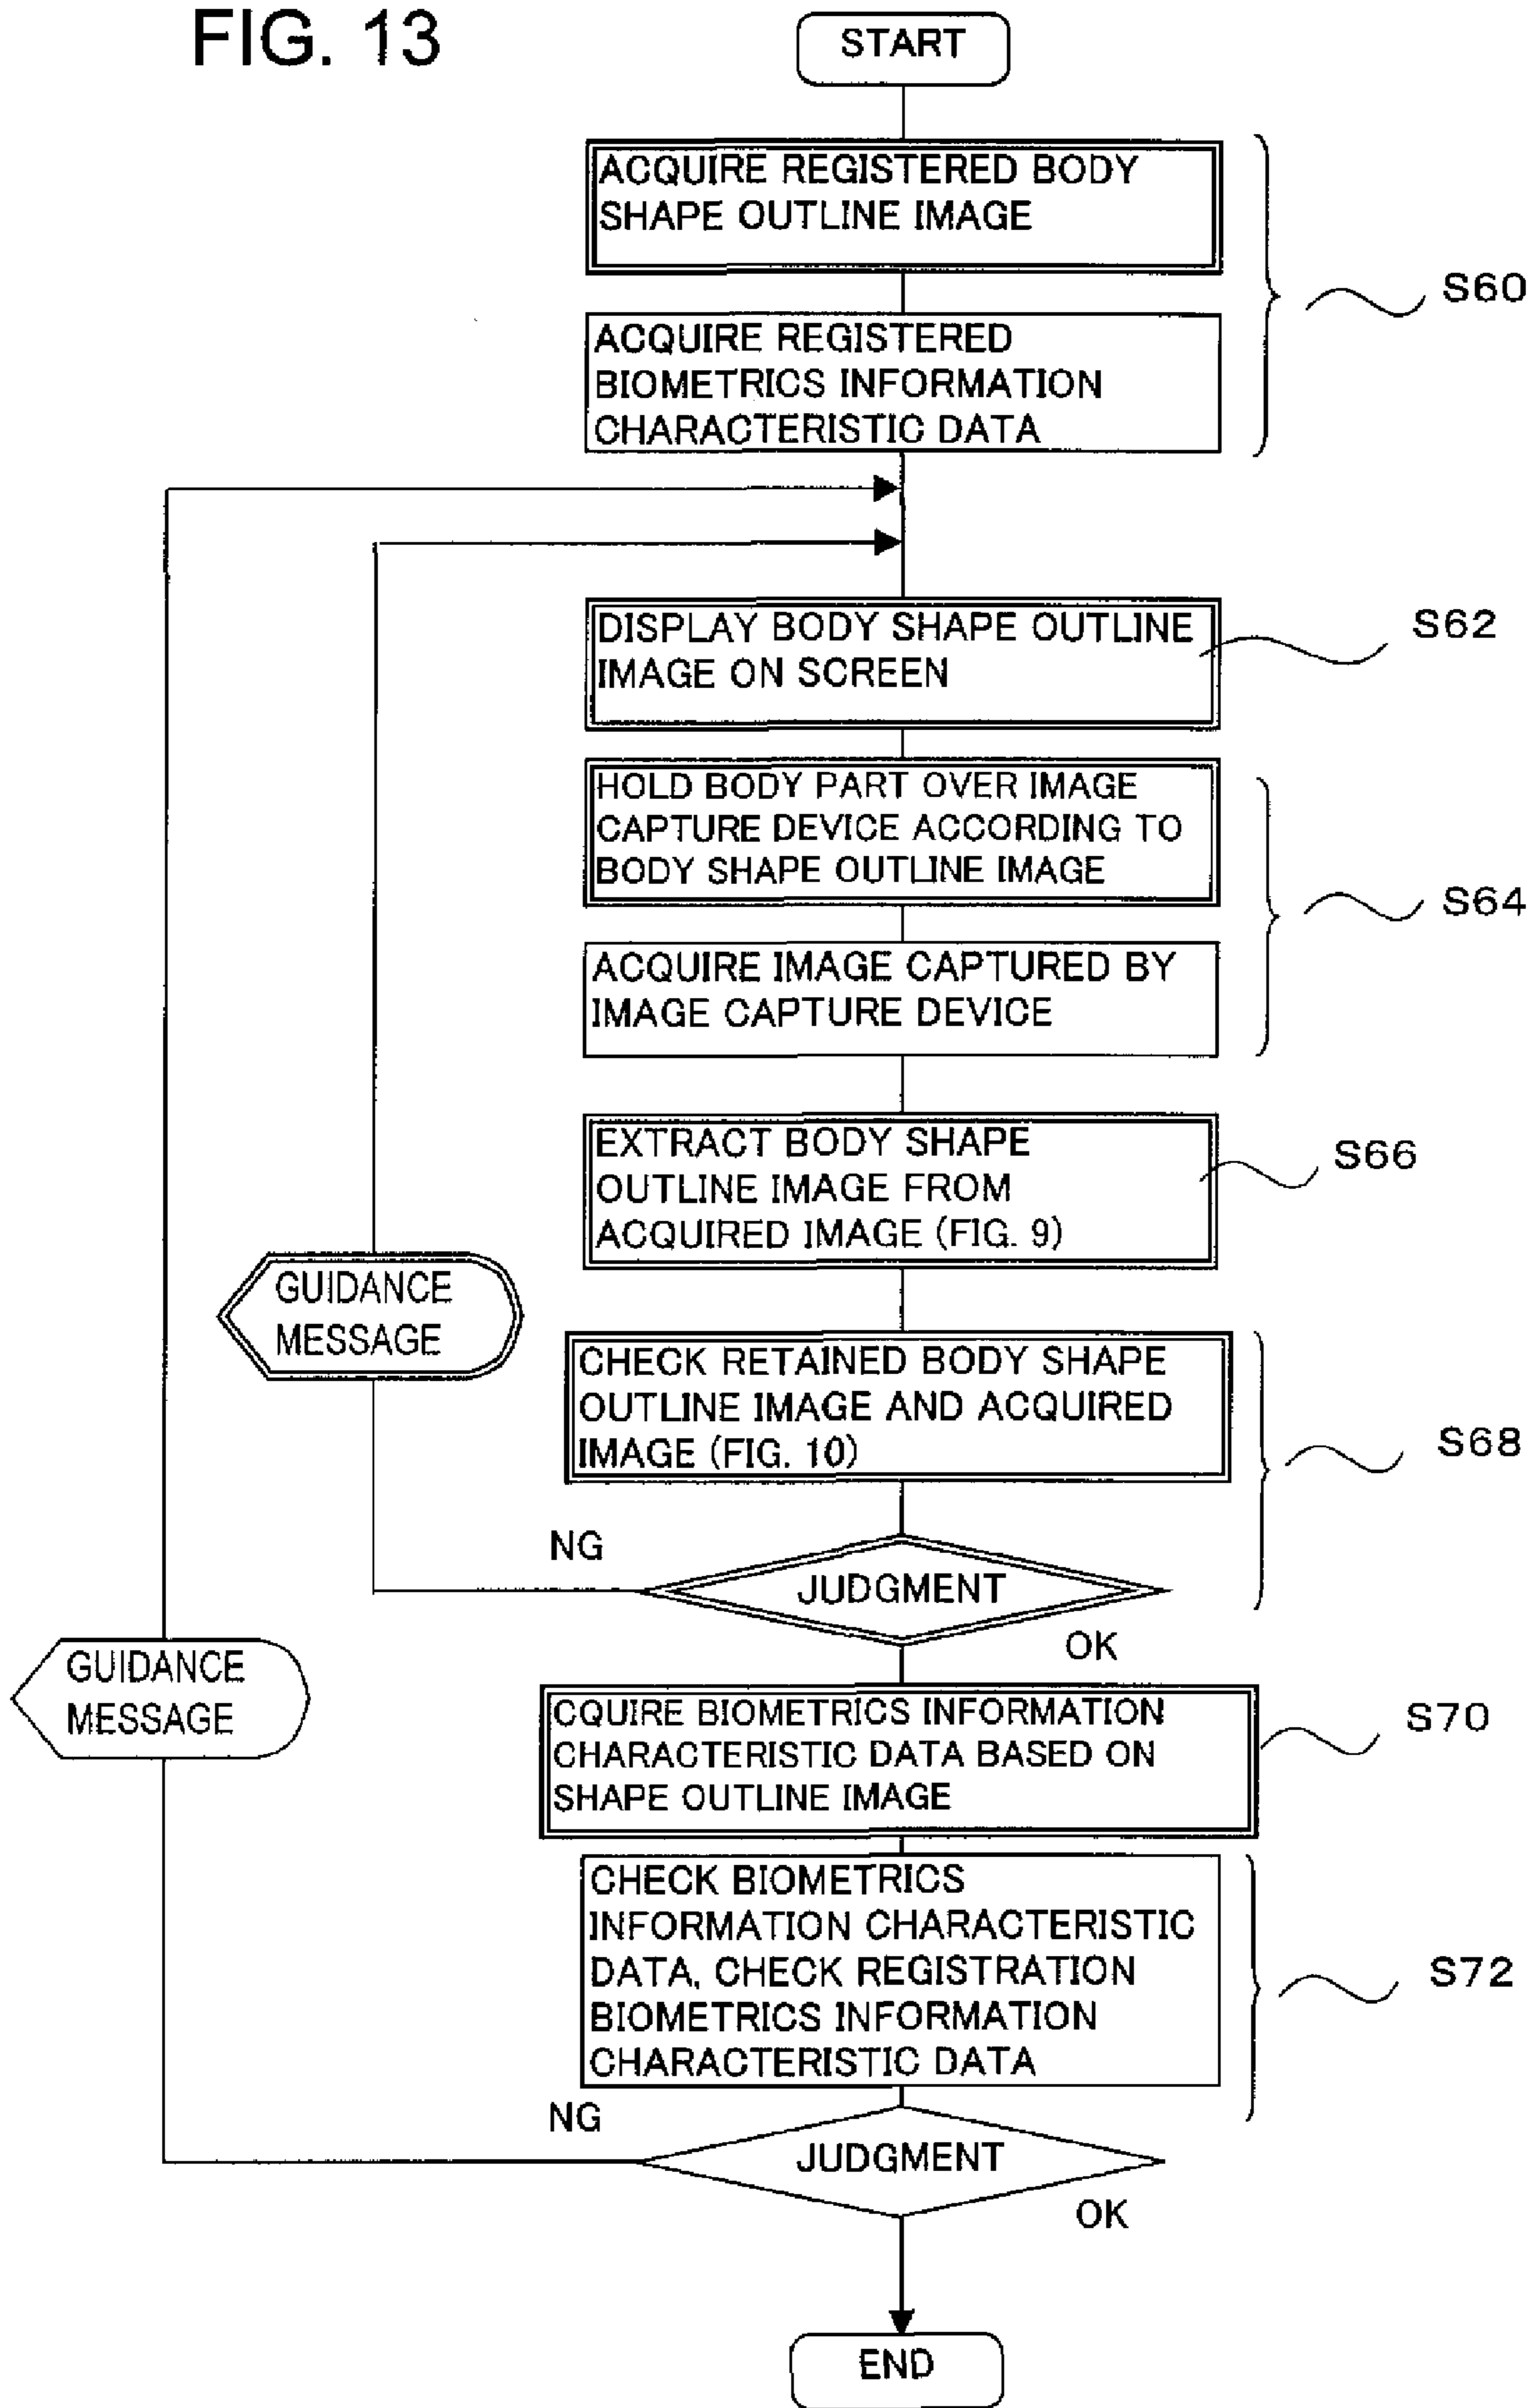 FIG. 13
START
ACQUIRE REGISTERED BODY
SHAPE OUTLINE IMAGE
S60
ACQUIRE REGISTERED
BIOMETRICS INFORMATION
CHARACTERISTIC DATA
DISPLAY BODY SHAPE OUTLINE
IMAGE ON SCREEN
S62
HOLD BODY PART OVER IMAGE
CAPTURE DEVICE ACCORDING TO
BODY SHAPE OUTLINE IMAGE
S64
ACQUIRE IMAGE CAPTURED BY
IMAGE CAPTURE DEVICE
EXTRACT BODY SHAPE
OUTLINE IMAGE FROM
ACQUIRED IMAGE (FIG. 9)
S66
GUIDANCE
MESSAGE
CHECK RETAINED BODY SHAPE
OUTLINE IMAGE AND ACQUIRED
IMAGE (FIG. 10)
S68
NG
JUDGMENT
OK
GUIDANCE
MESSAGE
CQUIRE BIOMETRICS INFORMATION
CHARACTERISTIC DATA BASED ON
SHAPE OUTLINE IMAGE
S70
CHECK BIOMETRICS
INFORMATION CHARACTERISTIC
DATA, CHECK REGISTRATION
BIOMETRICS INFORMATION
CHARACTERISTIC DATA
S72
NG
JUDGMENT
OK
END